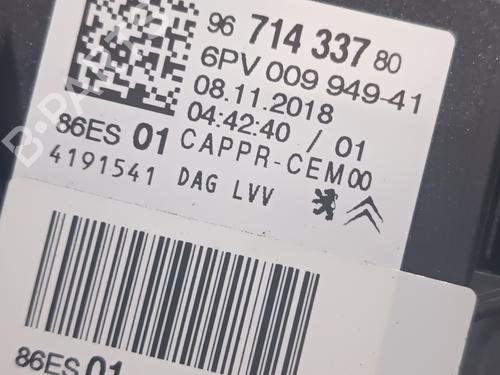 96 714 337 80
6PV 009 949-41
08.11.2018
04:42:40 / 01
86ES 01 CAPPR-CEM00
4191541 DAG LVV
86ES 01
B-PARTS